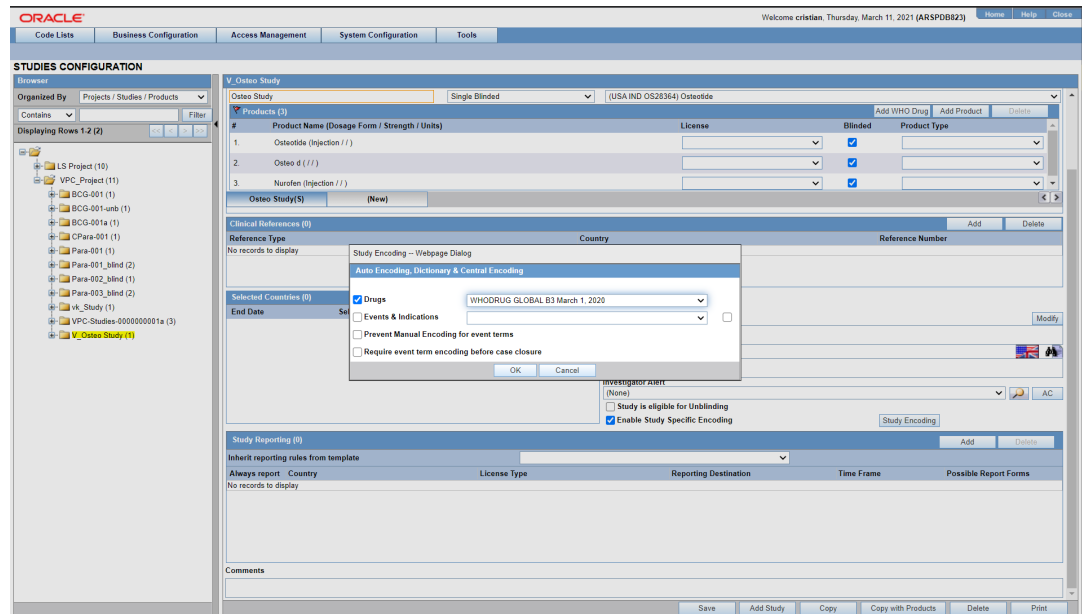 ORACLE
Welcome cristian, Thursday, March 11, 2021 (ARSPDB823) Home Help Close
Code Lists Business Configuration Access Management System Configuration Tools
STUDIES CONFIGURATION
Browser
Organized By Projects / Studies / Products
Contains Filter
Displaying Rows 1-2 (2) << < > >>
LS Project (10)
VPC_Project (11)
BCG-001 (1)
BCG-001-unb (1)
BCG-001a (1)
CPara-001 (1)
Para-001 (1)
Para-001_blind (2)
Para-002_blind (1)
Para-003_blind (2)
vk_Study (1)
VPC-Studies-0000000001a (3)
V_Osteo Study (1)
V_Osteo Study
Osteo Study Single Blinded (USA IND OS28364) Osteotide
Products (3) Add WHO Drug Add Product Delete
# Product Name (Dosage Form / Strength / Units) License Blinded Product Type
1. Osteotide (Injection / / )
2. Osteo d ( / / )
3. Nurofen (Injection / / )
Osteo Study(S) (New) < >
Clinical References (0) Add Delete
Reference Type Country Reference Number
No records to display
Study Encoding -- Webpage Dialog
Auto Encoding, Dictionary & Central Encoding
Drugs WHODRUG GLOBAL B3 March 1, 2020
Events & Indications
Prevent Manual Encoding for event terms
Require event term encoding before case closure
OK Cancel
Selected Countries (0)
End Date Sel
Modify
Investigator Alert
(None) AC
Study is eligible for Unblinding
Enable Study Specific Encoding Study Encoding
Study Reporting (0) Add Delete
Inherit reporting rules from template
Always report Country License Type Reporting Destination Time Frame Possible Report Forms
No records to display
Comments
Save Add Study Copy Copy with Products Delete Print